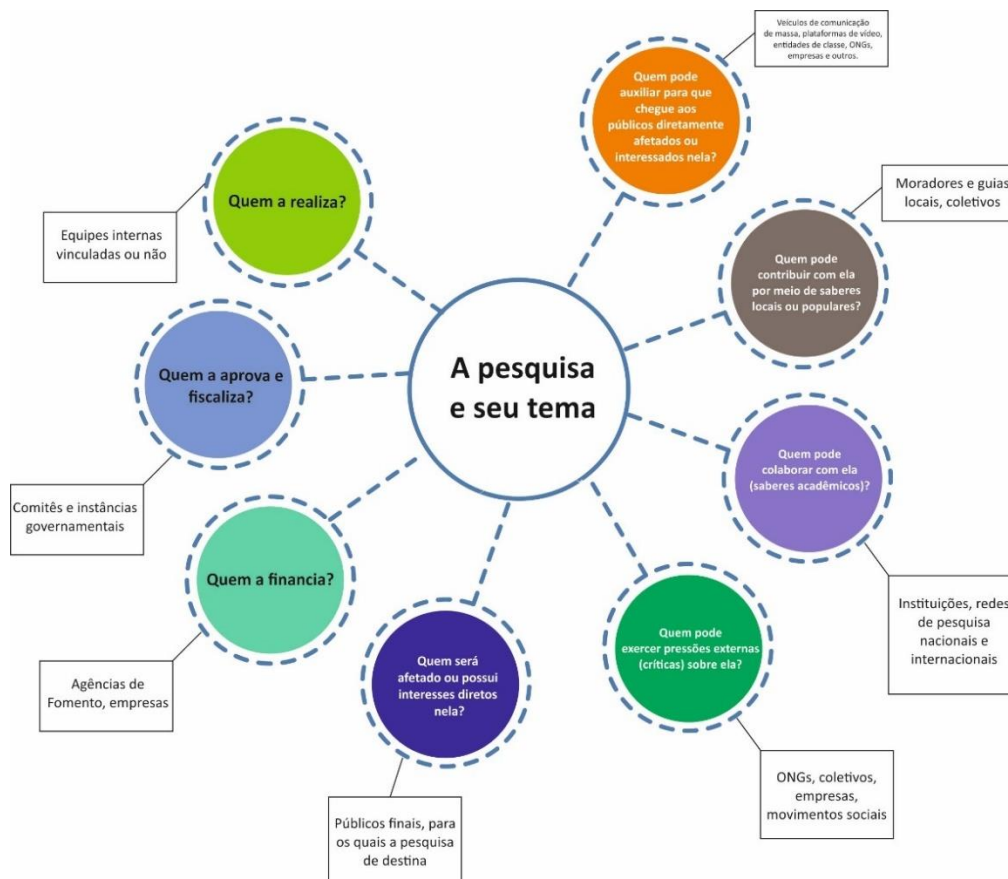 Veículos de comunicação
de massa, plataformas de vídeo,
entidades de classe, ONGs,
empresas e outros.
Quem pode
auxiliar para que
chegue aos
públicos diretamente
afetados ou
interessados nela?
Quem a realiza?
Equipes internas
vinculadas ou não
Moradores e guias
locais, coletivos
Quem pode
contribuir com ela
por meio de saberes
locais ou populares?
Quem a aprova e
fiscaliza?
Comitês e instâncias
governamentais
A pesquisa
e seu tema
Quem pode
colaborar com ela
(saberes acadêmicos)?
Instituições, redes
de pesquisa
nacionais e
internacionais
Quem a financia?
Agências de
Fomento, empresas
Quem será
afetado ou possui
interesses diretos
nela?
Públicos finais, para
os quais a pesquisa
de destina
Quem pode
exercer pressões externas
(críticas) sobre ela?
ONGs, coletivos,
empresas,
movimentos sociais